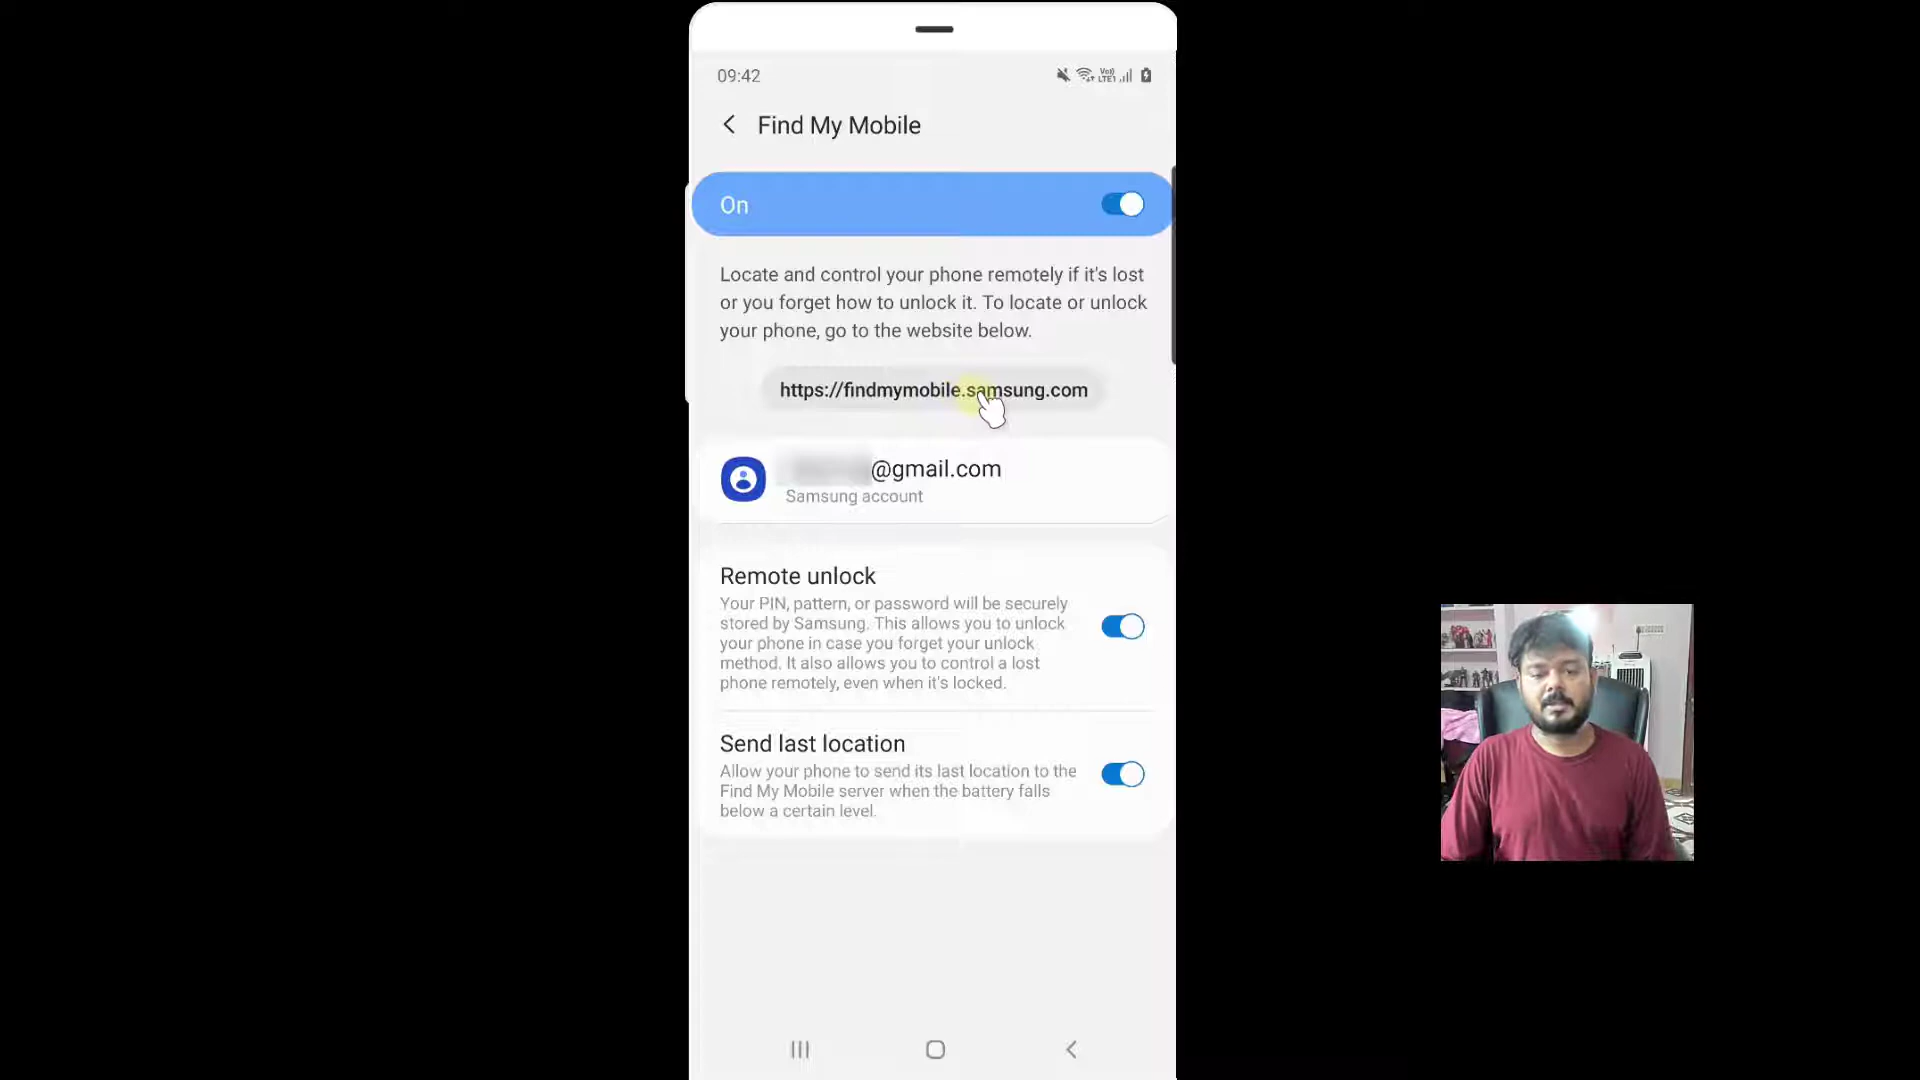 09:42
Find My Mobile
On
Locate and control your phone remotely if it's lost
or you forget how to unlock it. To locate or unlock
your phone, go to the website below.
https://findmymobile.samsung.com
@gmail.com
Samsung account
Remote unlock
Your PIN, pattern, or password will be securely
stored by Samsung. This allows you to unlock
your phone in case you forget your unlock
method. It also allows you to control a lost
phone remotely, even when it's locked.
Send last location
Allow your phone to send its last location to the
Find My Mobile server when the battery falls
below a certain level.